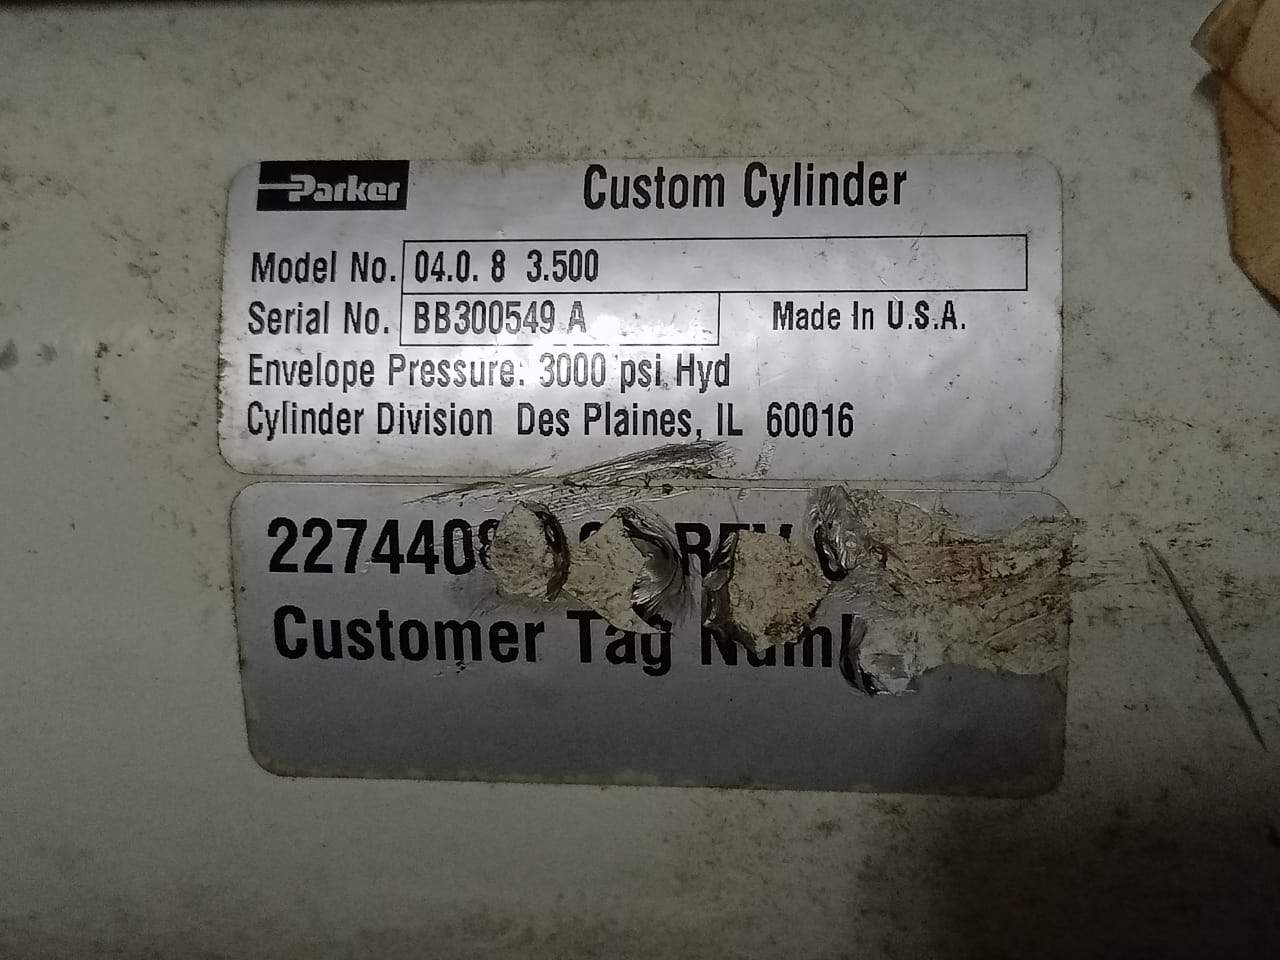 Parker
Custom Cylinder
Model No. 04.0. 8 3.500
Serial No. BB300549 A Made In U.S.A.
Envelope Pressure: 3000 psi Hyd
Cylinder Division Des Plaines, IL 60016
Customer Tag